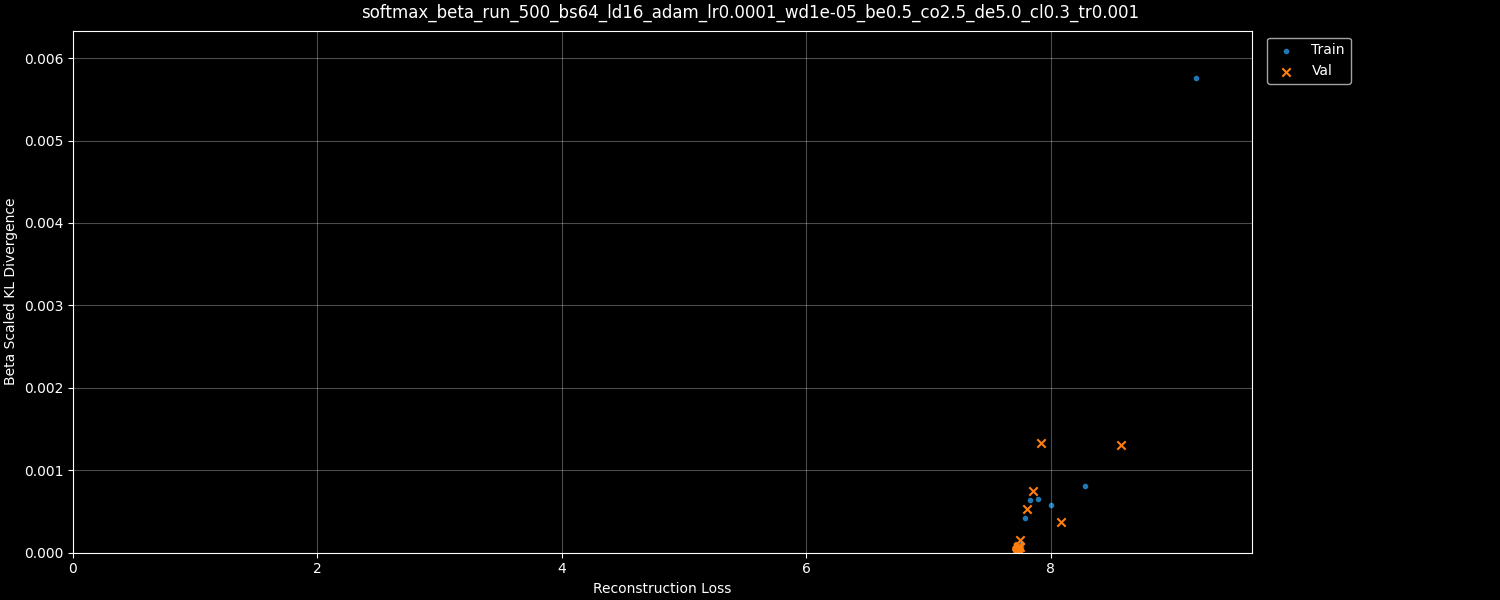 softmax_beta_run_500_bs64_ld16_adam_lr0.0001_wd1e-05_be0.5_co2.5_de5.0_cl0.3_tr0.001
Train
Val
Beta Scaled KL Divergence
0.006
0.005
0.004
0.003
0.002
0.001
0.000
0
2
4
6
8
Reconstruction Loss